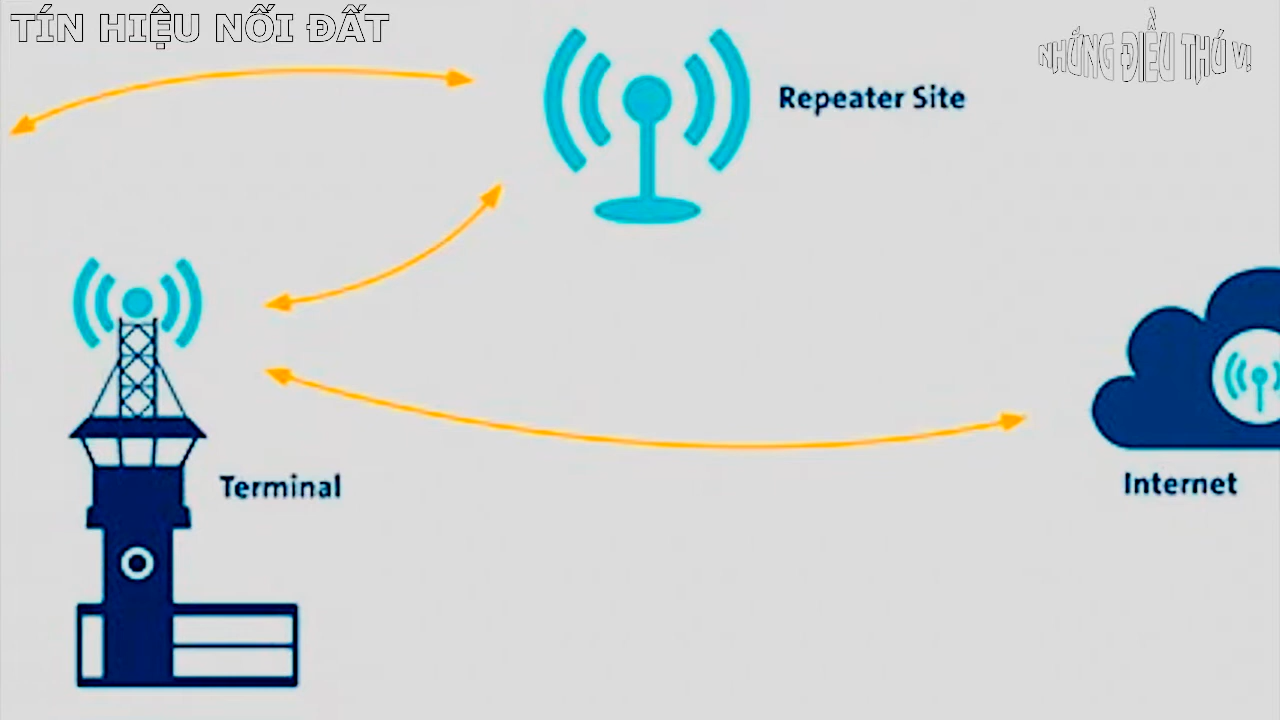 TÍN HIỆU NỐI ĐẤT
NHỮNG ĐIỀU THÚ VỊ
Repeater Site
Terminal
Internet